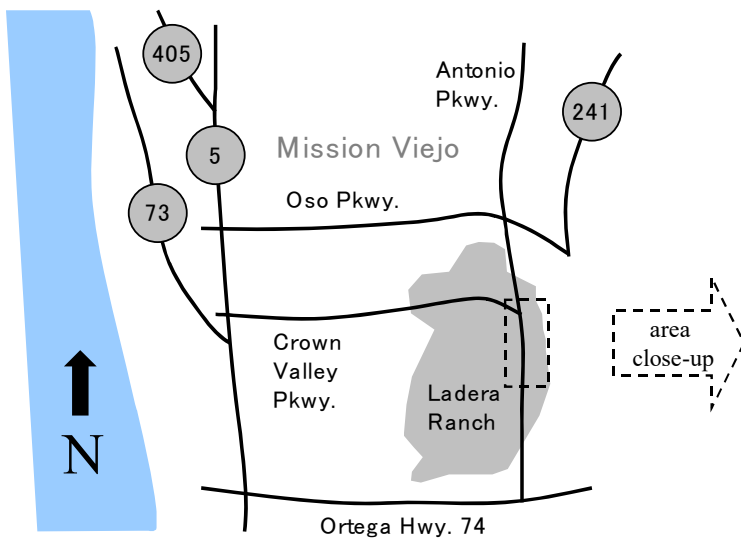 405
Antonio
Pkwy.
241
5
Mission Viejo
Oso Pkwy.
73
area
close-up
Crown
Valley
Pkwy.
Ladera
Ranch
N
Ortega Hwy. 74